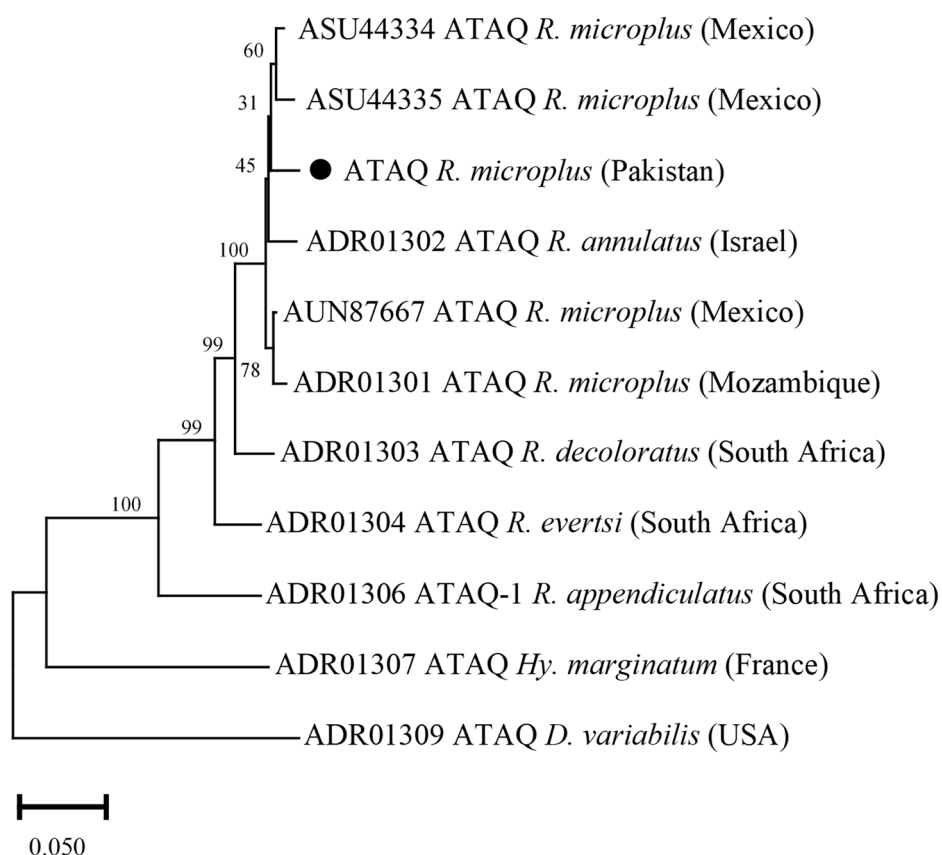 ASU44334 ATAQ R. microplus (Mexico)
60
31
ASU44335 ATAQ R. microplus (Mexico)
45
ATAQ R. microplus (Pakistan)
ADR01302 ATAQ R. annulatus (Israel)
100
AUN87667 ATAQ R. microplus (Mexico)
99
78
ADR01301 ATAQ R. microplus (Mozambique)
99
ADR01303 ATAQ R. decoloratus (South Africa)
100
ADR01304 ATAQ R. evertsi (South Africa)
ADR01306 ATAQ-1 R. appendiculatus (South Africa)
ADR01307 ATAQ Hy. marginatum (France)
ADR01309 ATAQ D. variabilis (USA)
0.050